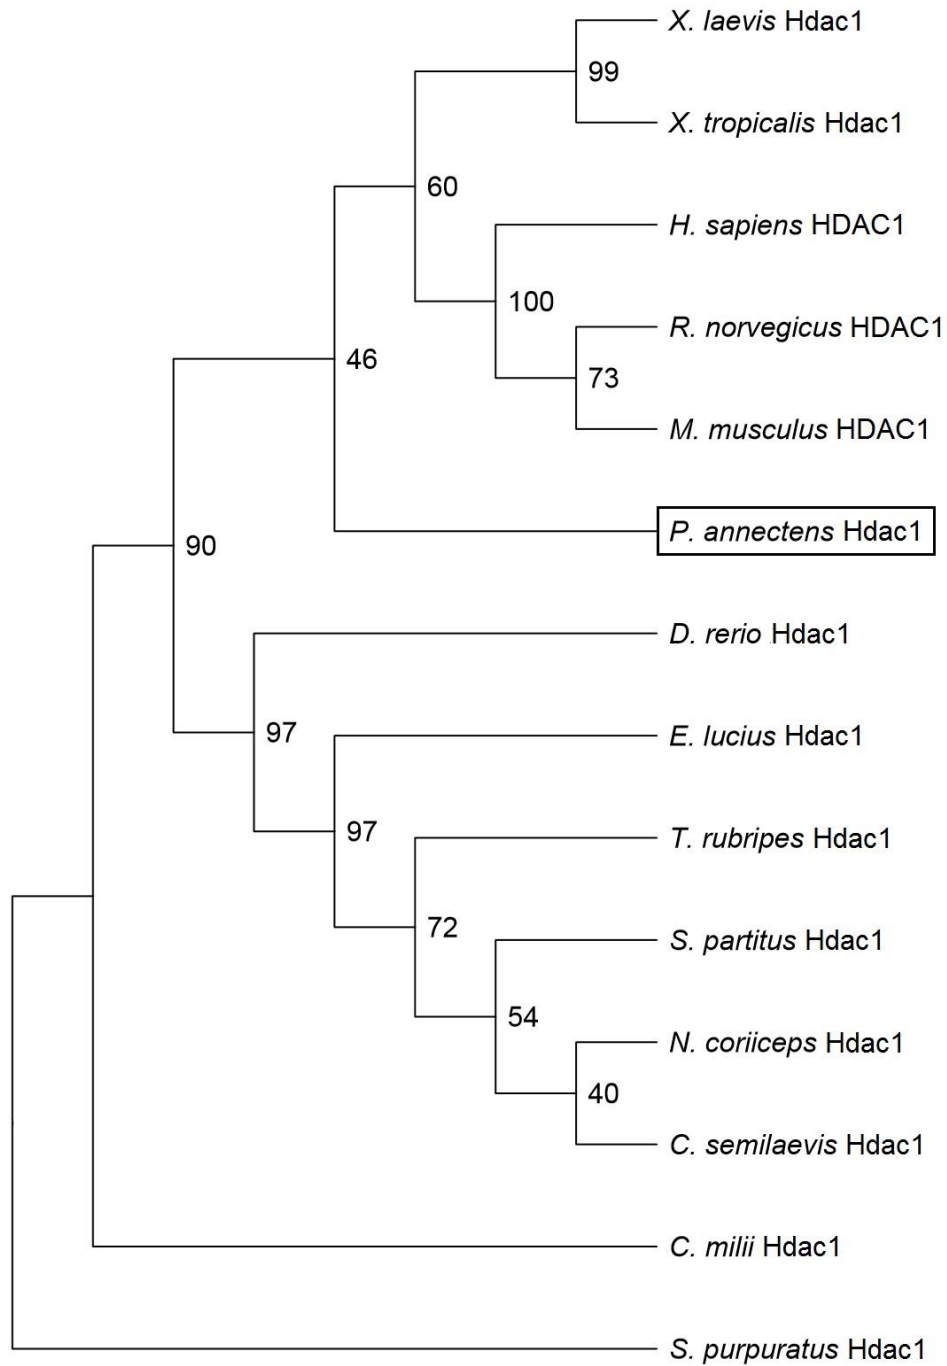 X. laevis Hdac1
99
X. tropicalis Hdac1
60
H. sapiens HDAC1
100
R. norvegicus HDAC1
46
73
M. musculus HDAC1
P. annectens Hdac1
90
D. rerio Hdac1
97
E. lucius Hdac1
97
T. rubripes Hdac1
72
S. partitus Hdac1
54
N. coriiceps Hdac1
40
C. semilaevis Hdac1
C. milii Hdac1
S. purpuratus Hdac1